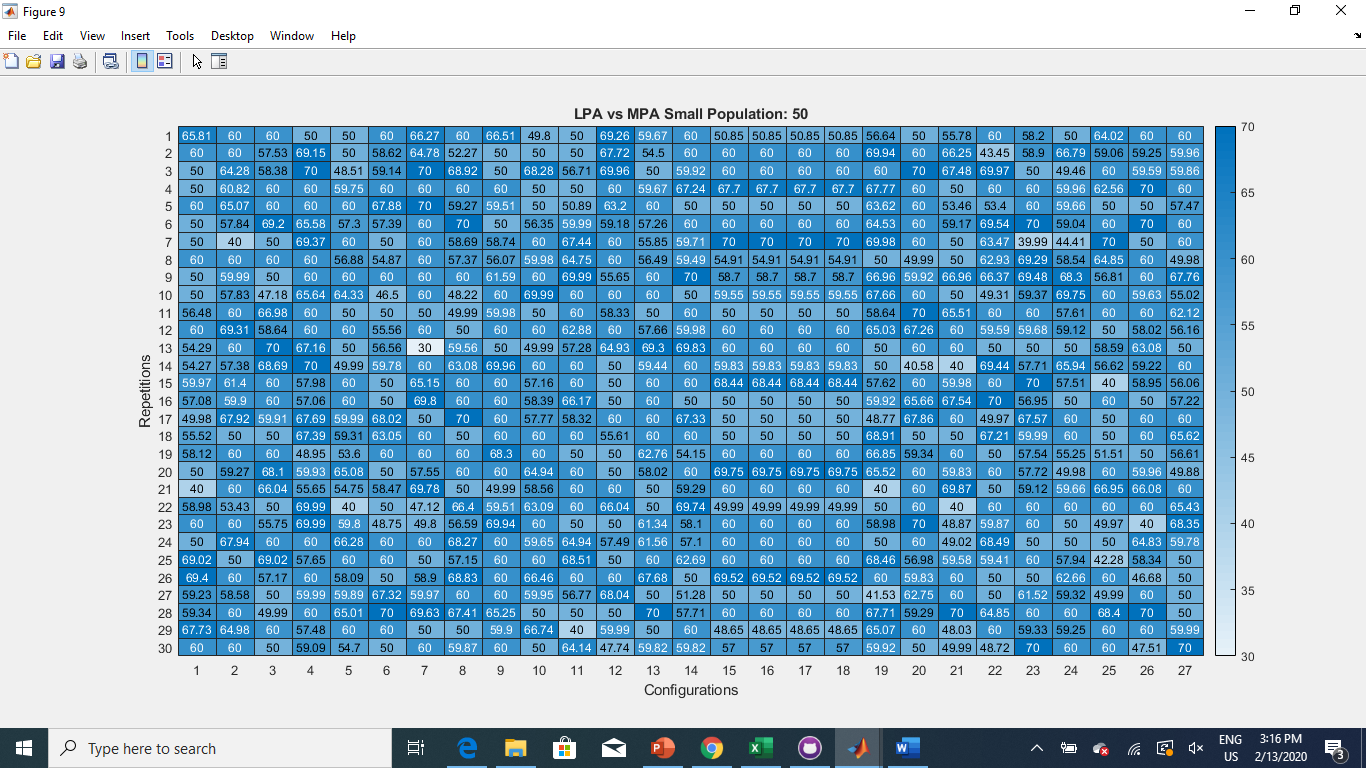 Figure 9
File Edit View Insert Tools Desktop Window Help
LPA vs MPA Small Population: 50
1 65.81 60 60 50 50 60 66.27 60 66.51 49.8 50 69.26 59.67 60 50.85 50.85 50.85 50.85 56.64 50 55.78 60 58.2 50 64.02 60 60
2 60 60 57.53 69.15 50 58.62 64.78 52.27 50 50 50 67.72 54.5 60 60 60 60 60 69.94 60 66.25 43.45 58.9 66.79 59.06 59.25 59.96
3 50 64.28 58.38 70 48.51 59.14 70 68.92 50 68.28 56.71 69.96 50 59.92 60 60 60 60 60 70 67.48 69.97 50 49.46 60 59.59 59.86
4 50 60.82 60 60 59.75 60 60 60 60 50 50 60 59.67 67.24 67.7 67.7 67.7 67.7 67.77 60 50 60 60 59.96 62.56 70 60
5 60 65.07 60 60 60 67.88 70 59.27 59.51 50 50.89 63.2 60 50 50 50 50 50 63.62 60 53.46 53.4 60 59.66 50 50 57.47
6 50 57.84 69.2 65.58 57.3 57.39 60 70 50 56.35 59.99 59.18 57.26 60 60 60 60 60 64.53 60 59.17 69.54 70 59.04 60 70 60
7 50 40 50 69.37 60 50 60 58.69 58.74 60 67.44 60 55.85 59.71 70 70 70 70 69.98 60 50 63.47 39.99 44.41 70 50 60
8 60 60 60 60 56.88 54.87 60 57.37 56.07 59.98 64.75 60 56.49 59.49 54.91 54.91 54.91 54.91 50 49.99 50 62.93 69.29 58.54 64.85 60 49.98
9 50 59.99 50 60 60 60 60 60 61.59 60 69.99 55.65 60 70 58.7 58.7 58.7 58.7 66.96 59.92 66.96 66.37 69.48 68.3 56.81 60 67.76
10 50 57.83 47.18 65.64 64.33 46.5 60 48.22 60 69.99 60 60 60 50 59.55 59.55 59.55 59.55 67.66 60 50 49.31 59.37 69.75 60 59.63 55.02
11 56.48 60 66.98 60 50 50 50 49.99 59.98 50 60 58.33 50 60 50 50 50 50 58.64 70 65.51 60 60 57.61 60 60 62.12
12 60 69.31 58.64 60 60 55.56 60 50 60 60 62.88 60 57.66 59.98 60 60 60 60 65.03 67.26 60 59.59 59.68 59.12 50 58.02 56.16
13 54.29 60 70 67.16 50 56.56 30 59.56 50 49.99 57.28 64.93 69.3 69.83 60 60 60 60 50 60 60 50 50 50 58.59 63.08 50
14 54.27 57.38 68.69 70 49.99 59.78 60 63.08 69.96 60 60 50 59.44 60 59.83 59.83 59.83 59.83 50 40.58 40 69.44 57.71 65.94 56.62 59.22 60
15 59.97 61.4 60 57.98 60 50 65.15 60 60 57.16 60 50 60 60 68.44 68.44 68.44 68.44 57.62 60 59.98 60 70 57.51 40 58.95 56.06
16 57.08 59.9 60 57.06 60 50 69.8 60 60 58.39 66.17 50 50 50 50 50 50 50 59.92 65.66 67.54 70 56.95 50 60 50 57.22
17 49.98 67.92 59.91 67.69 59.99 68.02 50 70 60 57.77 58.32 60 60 67.33 50 50 50 50 48.77 67.86 60 49.97 67.57 60 50 60 60
18 55.52 50 50 67.39 59.31 63.05 60 50 60 60 60 55.61 60 60 50 50 50 50 68.91 50 50 67.21 59.99 60 50 60 65.62
19 58.12 60 60 48.95 53.6 60 60 60 68.3 60 50 50 62.76 54.15 60 60 60 60 66.85 59.34 60 50 57.54 55.25 51.51 50 56.61
20 50 59.27 68.1 59.93 65.08 50 57.55 60 60 64.94 60 50 58.02 60 69.75 69.75 69.75 69.75 65.52 60 59.83 60 57.72 49.98 60 59.96 49.88
21 40 60 66.04 55.65 54.75 58.47 69.78 50 49.99 58.56 60 60 50 59.29 60 60 60 60 40 60 69.87 50 59.12 59.66 66.95 66.08 60
22 58.98 53.43 50 69.99 40 50 47.12 66.4 59.51 63.09 60 66.04 50 69.74 49.99 49.99 49.99 49.99 50 60 40 60 60 60 60 60 65.43
23 60 60 55.75 69.99 59.8 48.75 49.8 56.59 69.94 60 50 50 61.34 58.1 60 60 60 60 58.98 70 48.87 59.87 60 50 49.97 40 68.35
24 50 67.94 60 60 66.28 60 60 68.27 60 59.65 64.94 57.49 61.56 57.1 60 60 60 60 50 60 49.02 68.49 50 50 50 64.83 59.78
25 69.02 50 69.02 57.65 60 60 50 57.15 60 60 68.51 50 60 62.69 60 60 60 60 68.46 56.98 59.58 59.41 60 57.94 42.28 58.34 50
26 69.4 60 57.17 60 58.09 50 58.9 68.83 60 66.46 60 60 67.68 50 69.52 69.52 69.52 69.52 60 59.83 60 50 50 62.66 60 46.68 50
27 59.23 58.58 50 59.99 59.89 67.32 59.97 60 60 59.95 56.77 68.04 50 51.28 50 50 50 50 41.53 62.75 60 50 61.52 59.32 49.99 60 50
28 59.34 60 49.99 60 65.01 70 69.63 67.41 65.25 50 50 50 70 57.71 60 60 60 60 67.71 59.29 70 64.85 60 60 68.4 70 50
29 67.73 64.98 60 57.48 60 60 50 50 59.9 66.74 40 59.99 50 60 48.65 48.65 48.65 48.65 65.07 60 48.03 60 59.33 59.25 60 60 59.99
30 60 60 50 59.09 54.7 50 60 59.87 60 50 64.14 47.74 59.82 59.82 57 57 57 57 59.92 50 49.99 48.72 70 60 60 47.51 70
Repetitions
1 2 3 4 5 6 7 8 9 10 11 12 13 14 15 16 17 18 19 20 21 22 23 24 25 26 27
Configurations
70
65
60
55
50
45
40
35
30
Type here to search
ENG
US
3:16 PM
2/13/2020
3